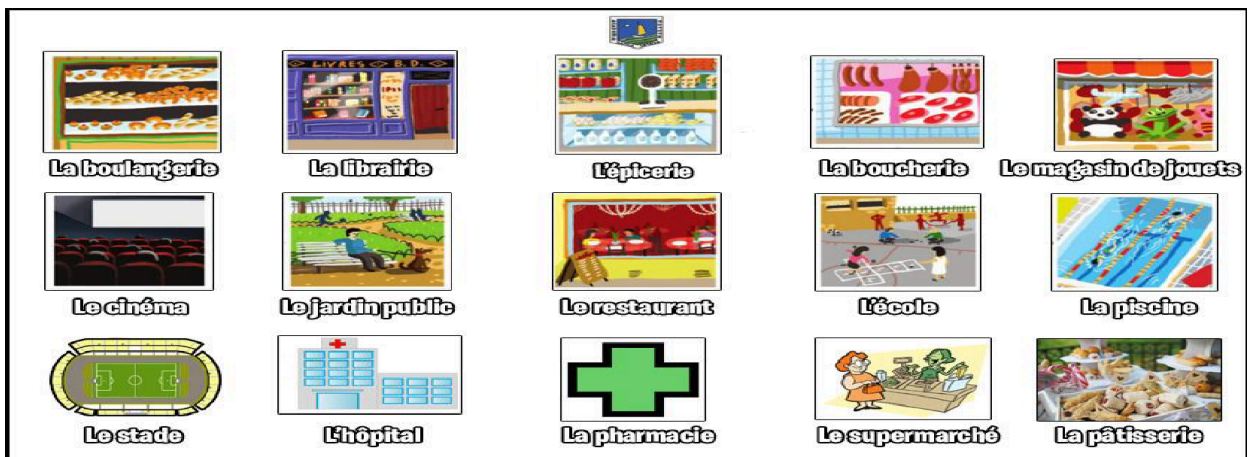 LIVRES B.D.
La boulangerie
La librairie
L'épicerie
La boucherie
Le magasin de jouets
Le cinéma
Le jardin public
Le restaurant
L'école
La piscine
Le stade
L'hôpital
La pharmacie
Le supermarché
La pâtisserie